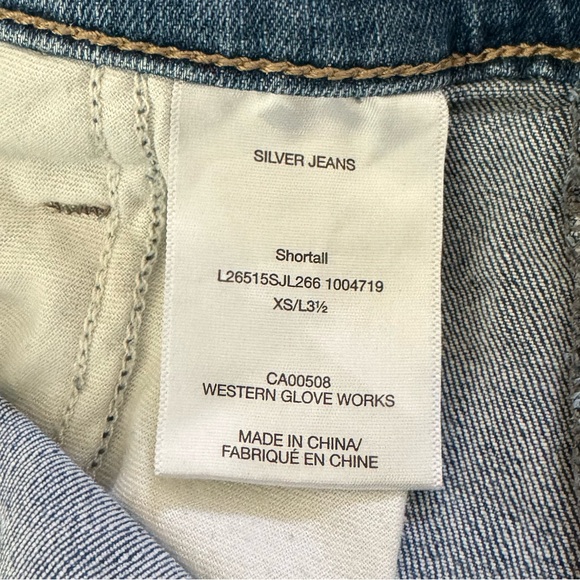 SILVER JEANS
Shortall
L26515SJL266 1004719
XS/L3½
CA00508
WESTERN GLOVE WORKS
MADE IN CHINA/
FABRIQUÉ EN CHINE